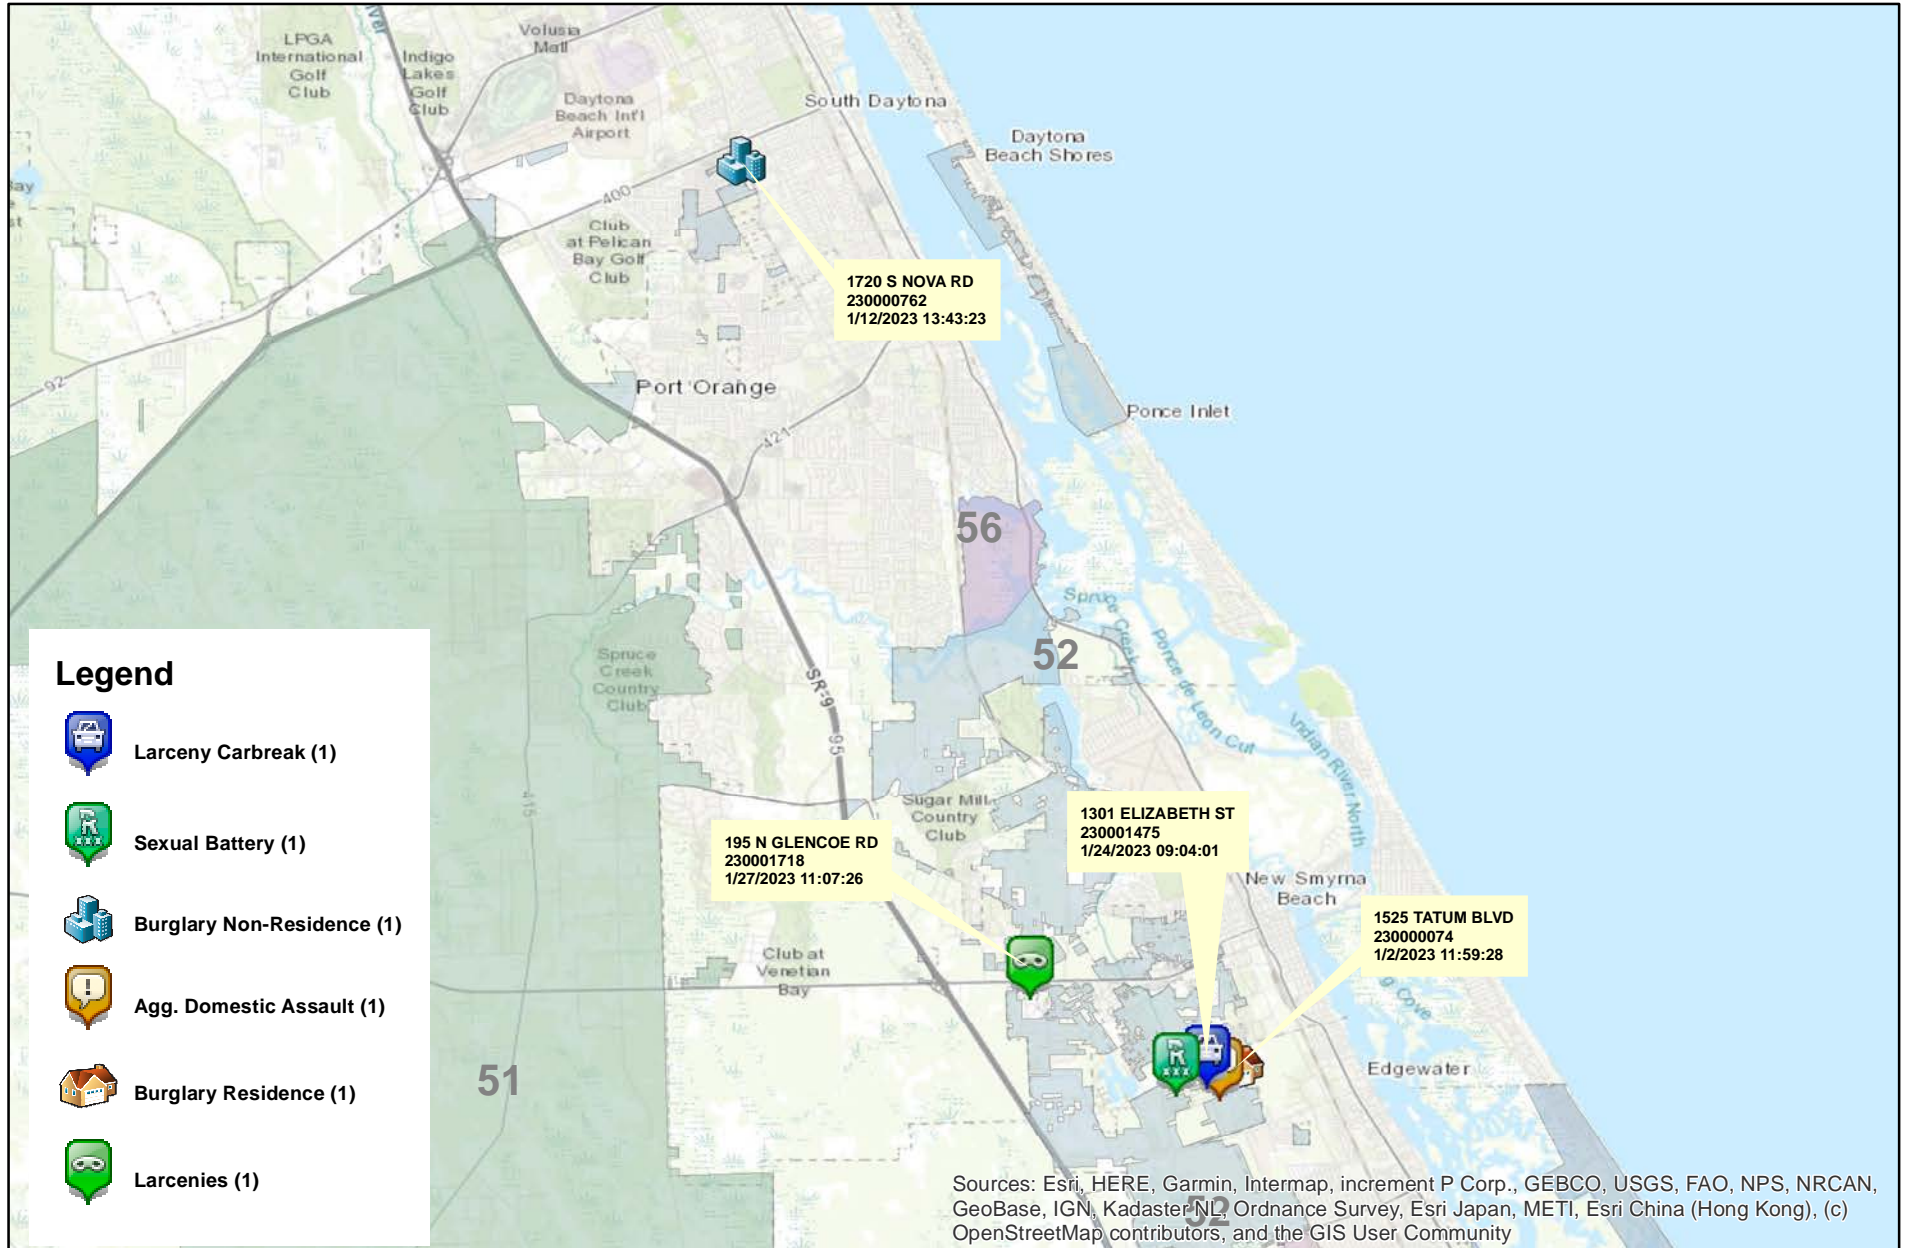 River
LPGA
International
Golf
Club
Indigo
Lakes
Golf
Club
Volusia
Mall
Daytona
Beach Int'l
Airport
South Daytona
Daytona
Beach Shores
400
Club
at Pelican
Bay Golf
Club
1720 S NOVA RD
230000762
1/12/2023 13:43:23
92
Port Orange
421
Ponce Inlet
56
Spruce Creek
52
Ponce de Leon Cut
Indian River North
Spruce
Creek
Country
Club
SR-9
95
415
Sugar Mill
Country
Club
195 N GLENCOE RD
230001718
1/27/2023 11:07:26
1301 ELIZABETH ST
230001475
1/24/2023 09:04:01
New Smyrna
Beach
1525 TATUM BLVD
230000074
1/2/2023 11:59:28
Club at
Venetian
Bay
Cove
Edgewater
51
52
Legend
Larceny Carbreak (1)
Sexual Battery (1)
Burglary Non-Residence (1)
Agg. Domestic Assault (1)
Burglary Residence (1)
Larcenies (1)
Sources: Esri, HERE, Garmin, Intermap, increment P Corp., GEBCO, USGS, FAO, NPS, NRCAN,
GeoBase, IGN, Kadaster NL, Ordnance Survey, Esri Japan, METI, Esri China (Hong Kong), (c)
OpenStreetMap contributors, and the GIS User Community